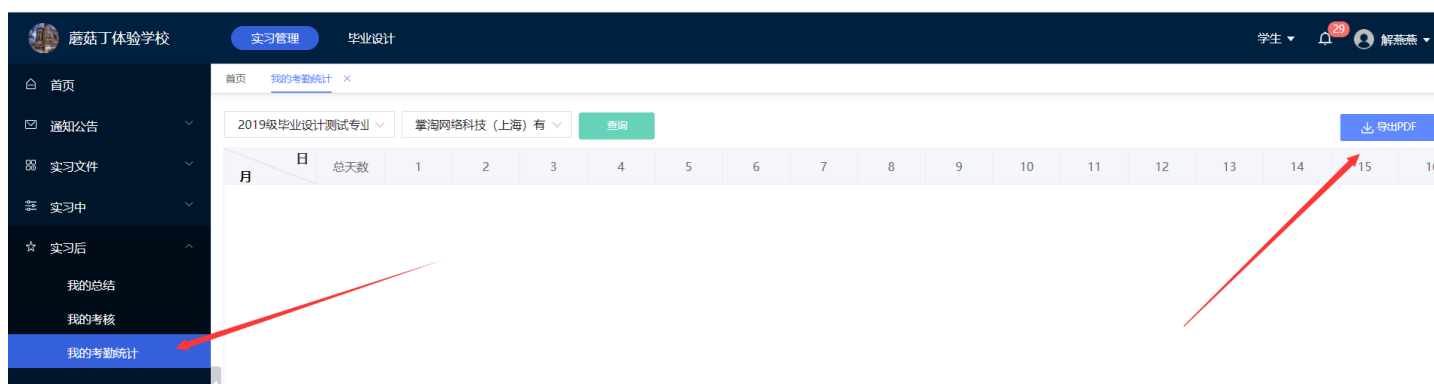 蘑菇丁体验学校 实习管理 毕业设计 学生 29 解燕燕
首页 首页 我的考勤统计
通知公告 2019级毕业设计测试专业 掌淘网络科技（上海）有 查询 导出PDF
实习文件 日 月 总天数 1 2 3 4 5 6 7 8 9 10 11 12 13 14 15
实习中
实习后
我的总结
我的考核
我的考勤统计